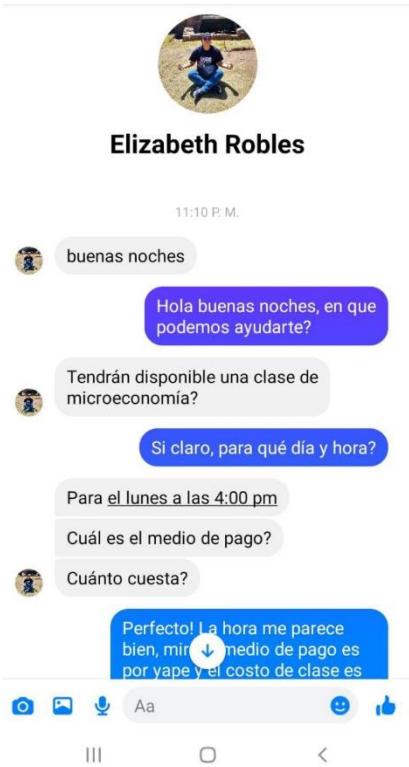 Elizabeth Robles
11:10 P. M.
buenas noches
Hola buenas noches, en que
podemos ayudarte?
Tendrán disponible una clase de
microeconomía?
Si claro, para qué día y hora?
Para el lunes a las 4:00 pm
Cuál es el medio de pago?
Cuánto cuesta?
Perfecto! La hora me parece
bien, medio de pago es
por yape y el costo de clase es
Aa